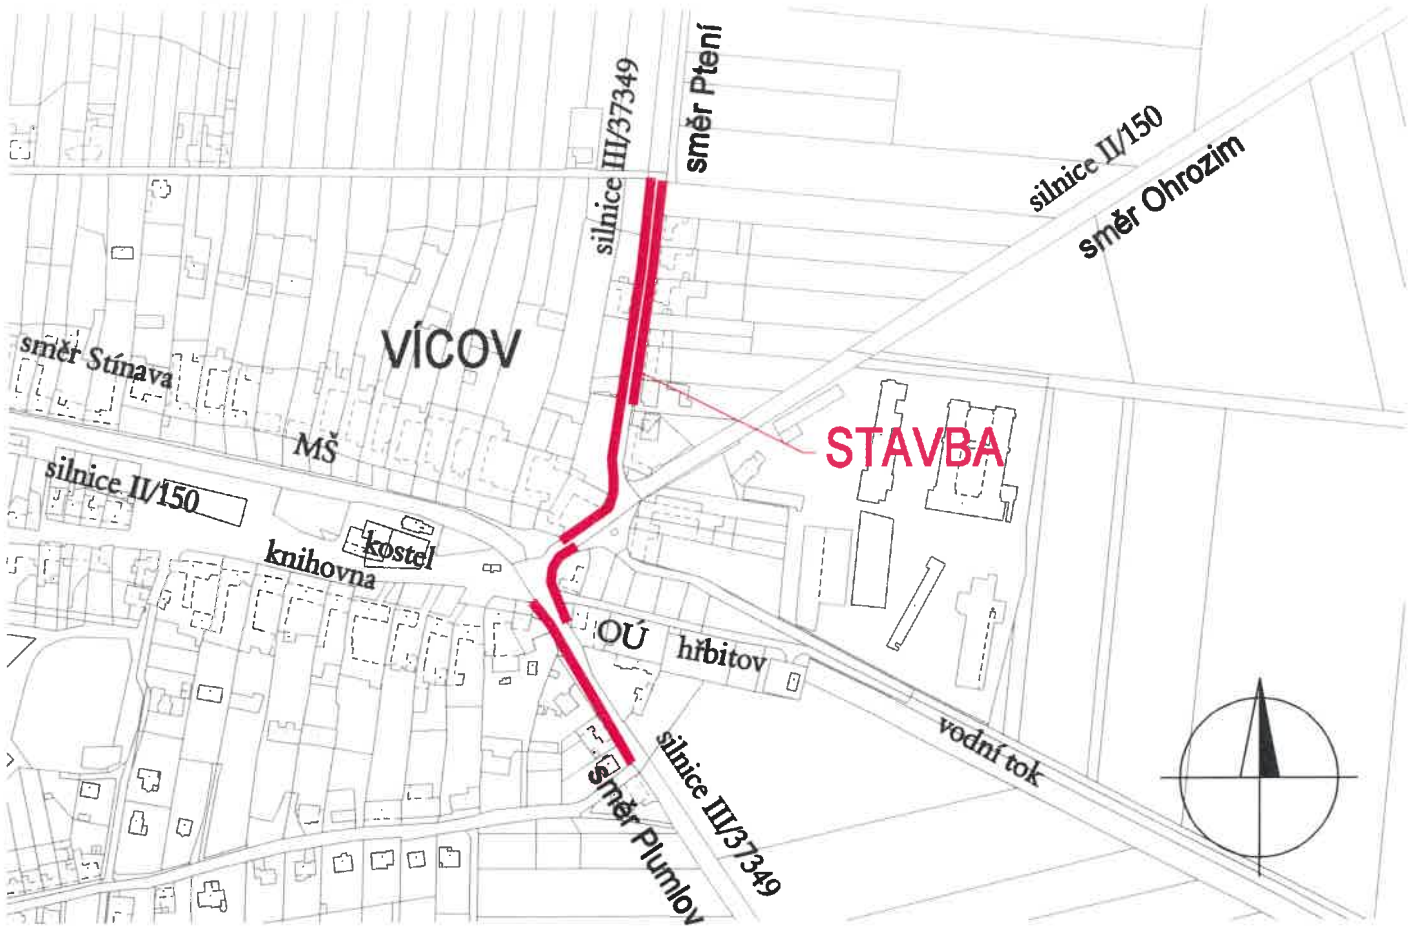 směr Ptení
silnice III/37349
silnice II/150
směr Ohrozim
VÍCOV
směr Stínava
MŠ
STAVBA
silnice II/150
kostel
knihovna
OÚ
hřbitov
vodní tok
silnice III/37349
směr Plumlov